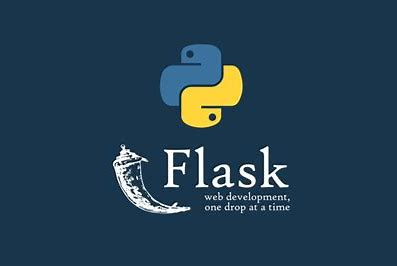 Flask
web development,
one drop at a time